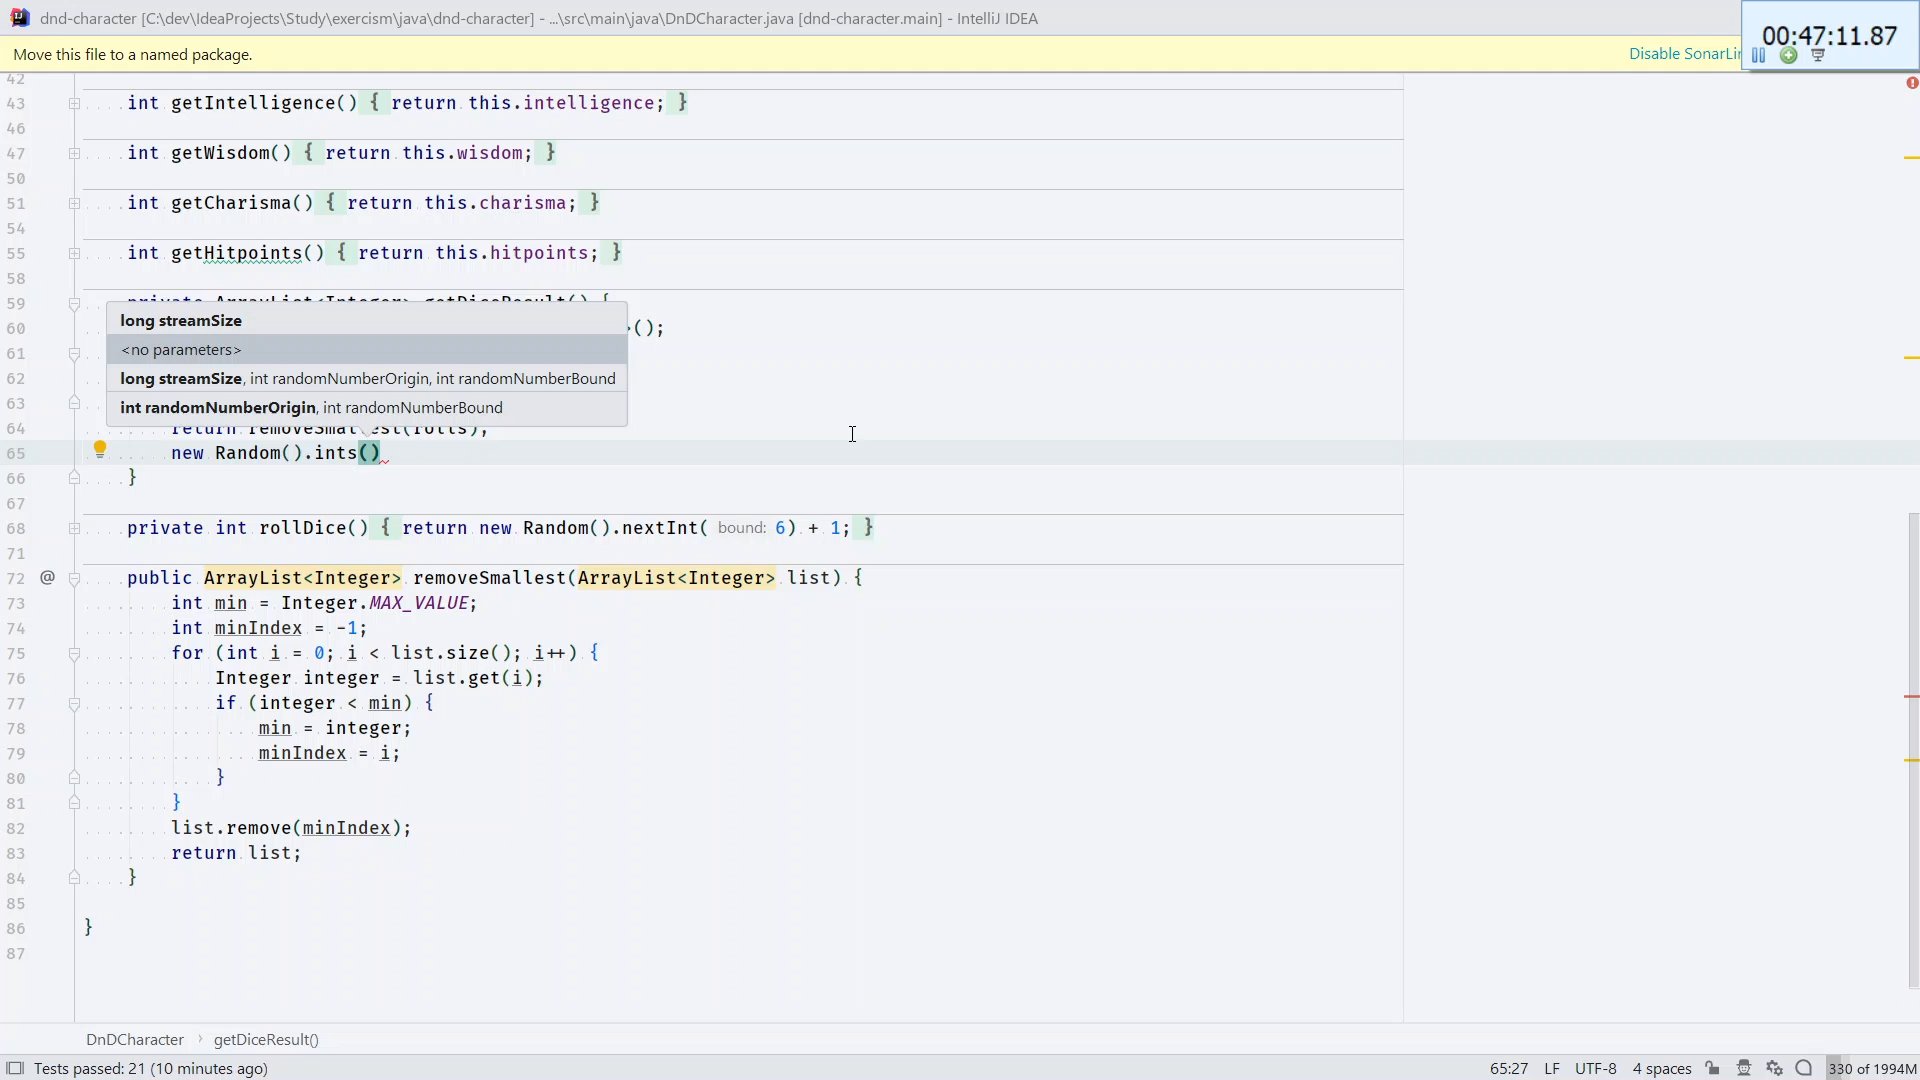 dnd-character [C:\dev\IdeaProjects\Study\exercism\java\dnd-character] - ...\src\main\java\DnDCharacter.java [dnd-character.main] - IntelliJ IDEA
00:47:11.87
Move this file to a named package.
Disable SonarLin
42
43 int getIntelligence() { return this.intelligence; }
46
47 int getWisdom() { return this.wisdom; }
50
51 int getCharisma() { return this.charisma; }
54
55 int getHitpoints() { return this.hitpoints; }
58
59 private ArrayList<Integer> getDiceResult() {
long streamSize
60 >();
<no parameters>
61
62
long streamSize, int randomNumberOrigin, int randomNumberBound
63
int randomNumberOrigin, int randomNumberBound
64 return removeSmallest(rolls);
65 new Random().ints()
66 }
67
68 private int rollDice() { return new Random().nextInt( bound: 6) + 1; }
71
72 @ public ArrayList<Integer> removeSmallest(ArrayList<Integer> list) {
73 int min = Integer.MAX_VALUE;
74 int minIndex = -1;
75 for (int i = 0; i < list.size(); i++) {
76 Integer integer = list.get(i);
77 if (integer < min) {
78 min = integer;
79 minIndex = i;
80 }
81 }
82 list.remove(minIndex);
83 return list;
84 }
85
86 }
87
DnDCharacter › getDiceResult()
Tests passed: 21 (10 minutes ago)
65:27 LF UTF-8 4 spaces 330 of 1994M